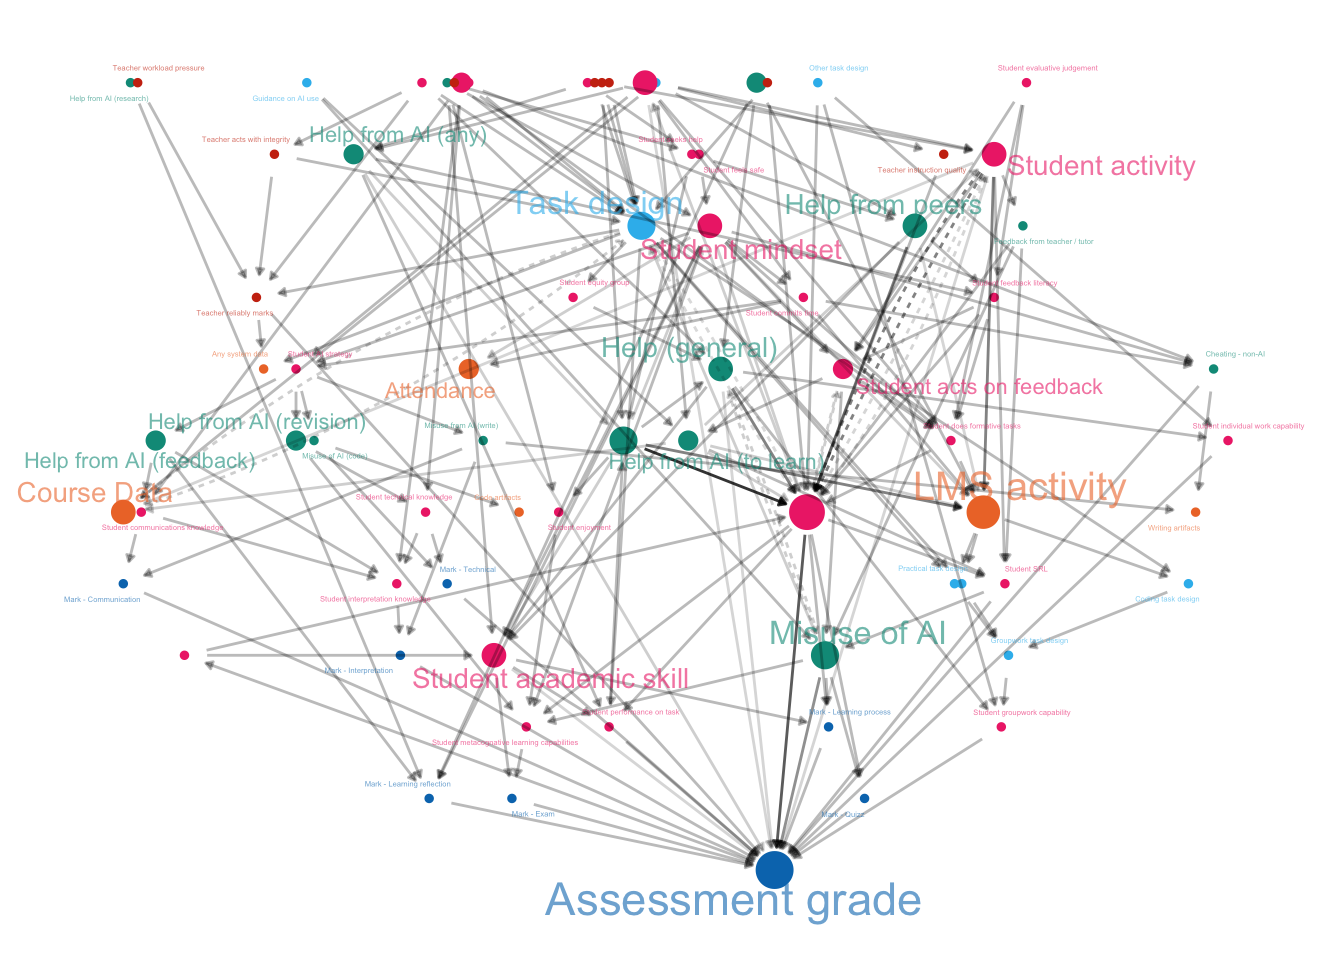 Teacher workload pressure
Other task design
Student evaluative judgement
Help from AI (research)
Guidance on AI use
Help from AI (any)
Teacher acts with integrity
Student seeks help
Student feels safe
Teacher instruction quality
Student activity
Task design
Help from peers
Student mindset
Feedback from teacher / tutor
Student equity group
Student feedback literacy
Teacher reliably marks
Student commits time
Any system data
strategy
Help (general)
Cheating - non-AI
Attendance
Student acts on feedback
Help from AI (revision)
Misuse from AI (write)
Student does formative tasks
Student individual work capability
Misuse of AI (code)
Help from AI (feedback)
Help from AI (to learn)
Course Data
LMS activity
Student technical knowledge
Code artifacts
Student communications knowledge
Student enjoyment
Writing artifacts
Mark - Technical
Practical task design
Student SRL
Mark - Communication
Student interpretation knowledge
Coding task design
Misuse of AI
Groupwork task design
Mark - Interpretation
Student academic skill
Student performance on task
Mark - Learning process
Student groupwork capability
Student metacognitive learning capabilities
Mark - Learning reflection
Mark - Exam
Mark - Quiz
Assessment grade